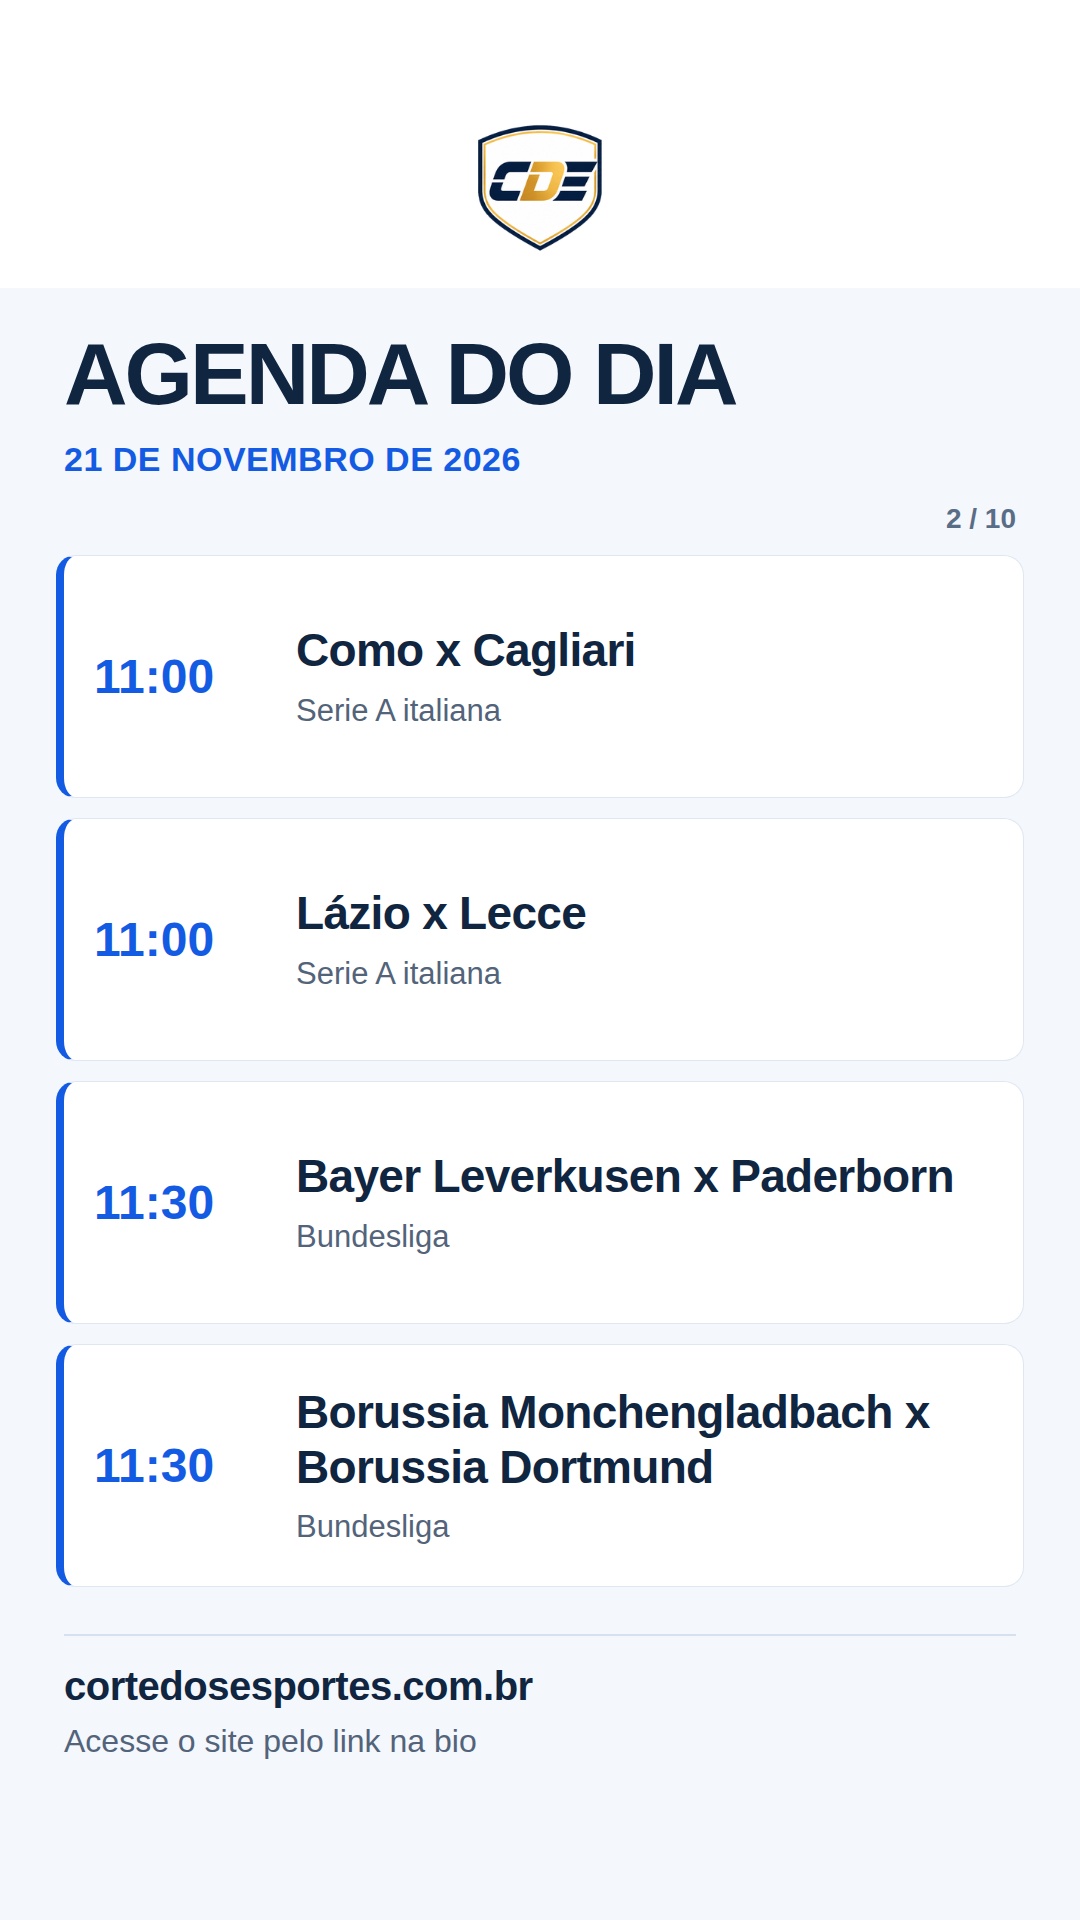 CDE
AGENDA DO DIA
21 DE NOVEMBRO DE 2026
2 / 10
11:00
Como x Cagliari
Serie A italiana
11:00
Lázio x Lecce
Serie A italiana
11:30
Bayer Leverkusen x Paderborn
Bundesliga
11:30
Borussia Monchengladbach x
Borussia Dortmund
Bundesliga
cortedosesportes.com.br
Acesse o site pelo link na bio